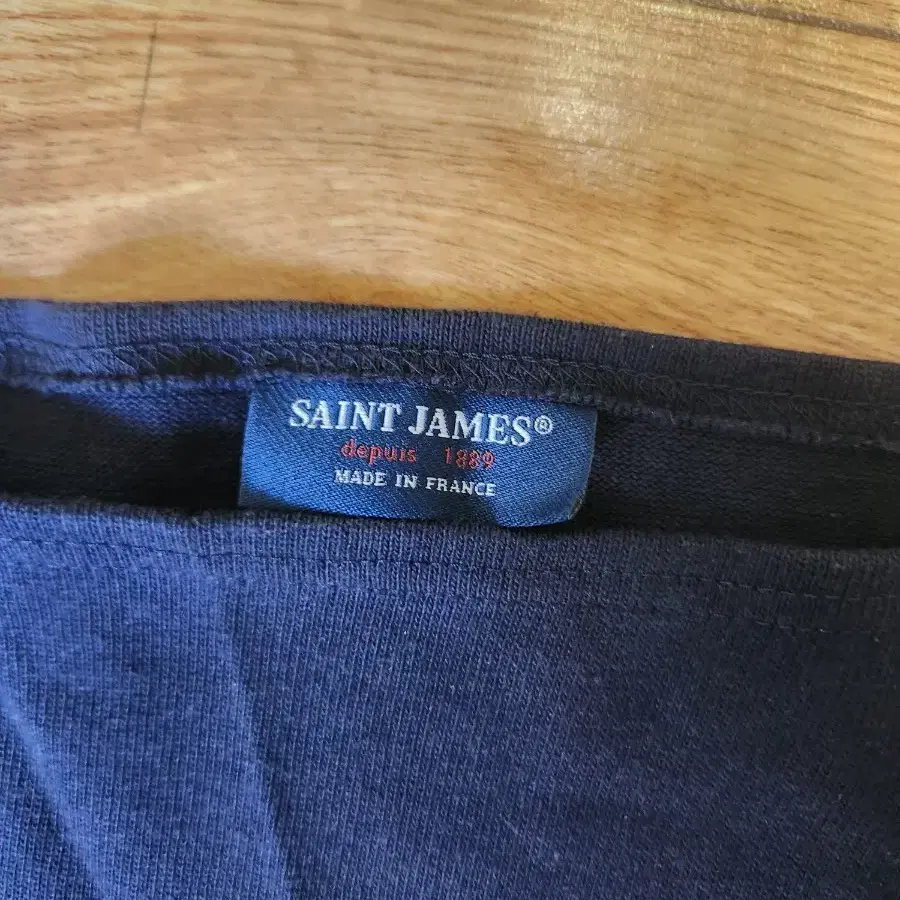 SAINT JAMES®
depuis 1889
MADE IN FRANCE